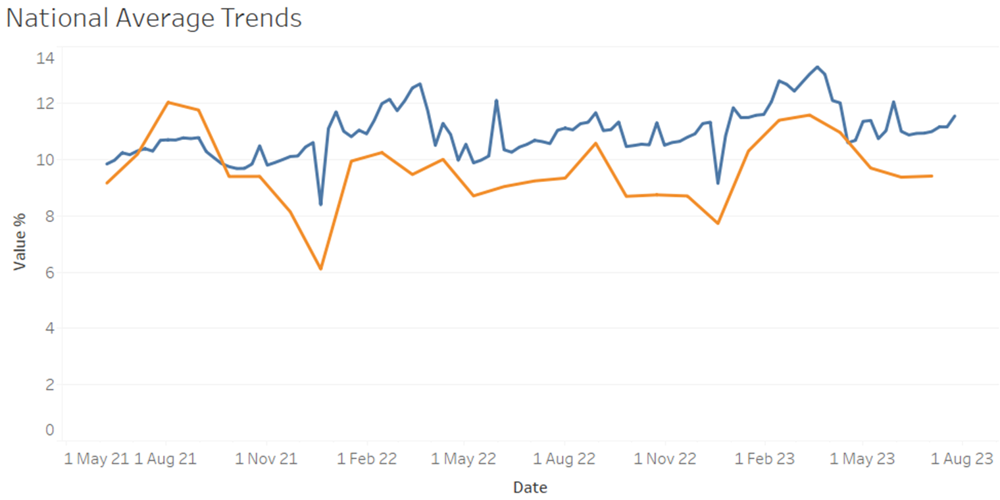 National Average Trends
14
12
10
8
6
4
2
0
Value %
1 May 21 1 Aug 21 1 Nov 21 1 Feb 22 1 May 22 1 Aug 22 1 Nov 22 1 Feb 23 1 May 23 1 Aug 23
Date